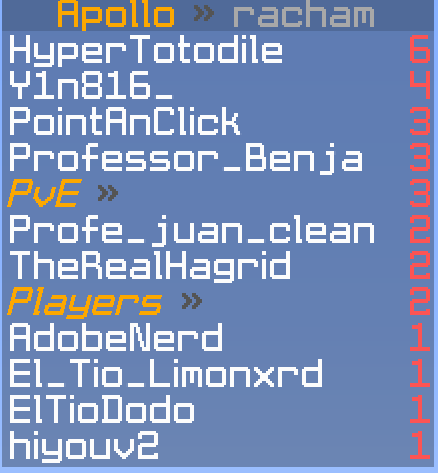 Apollo » racham
HyperTotodile 6
Y1n816_ 4
PointAnClick 3
Professor_Benja 3
PvE » 3
Profe_juan_clean 2
TheRealHagrid 2
Players » 2
AdobeNerd 1
El_Tio_Limonxrd 1
ElTioDodo 1
hiyouv2 1